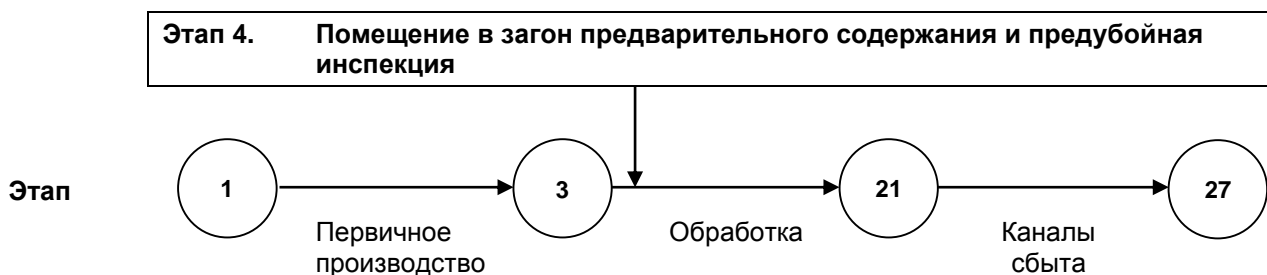 Этап 4. Помещение в загон предварительного содержания и предубойная
инспекция
Этап 1 3 21 27
Первичное Обработка Каналы
производство сбыта